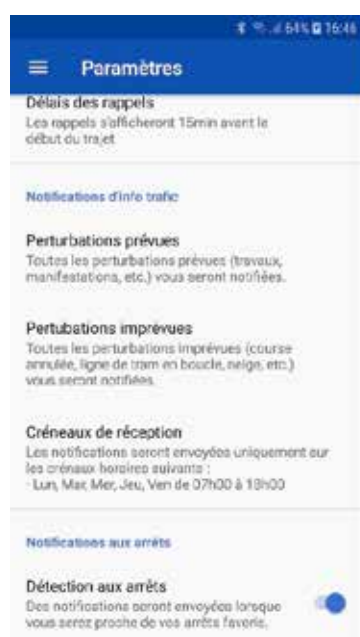 64% 16:46
Paramètres
Délais des rappels
Les rappels s'afficheront 15min avant le
début du trajet
Notifications d'info trafic
Perturbations prévues
Toutes les perturbations prévues (travaux,
manifestations, etc.) vous seront notifiées.
Pertubations imprévues
Toutes les perturbations imprévues (course
annulée, ligne de tram en boucle, neige, etc.)
vous seront notifiées.
Créneaux de réception
Les notifications seront envoyées uniquement sur
les crénaux horaires suivants :
- Lun, Mar, Mer, Jeu, Ven de 07h00 à 19h00
Notifications aux arrêts
Détection aux arrêts
Des notifications seront envoyées lorsque
vous serez proche de vos arrêts favoris.